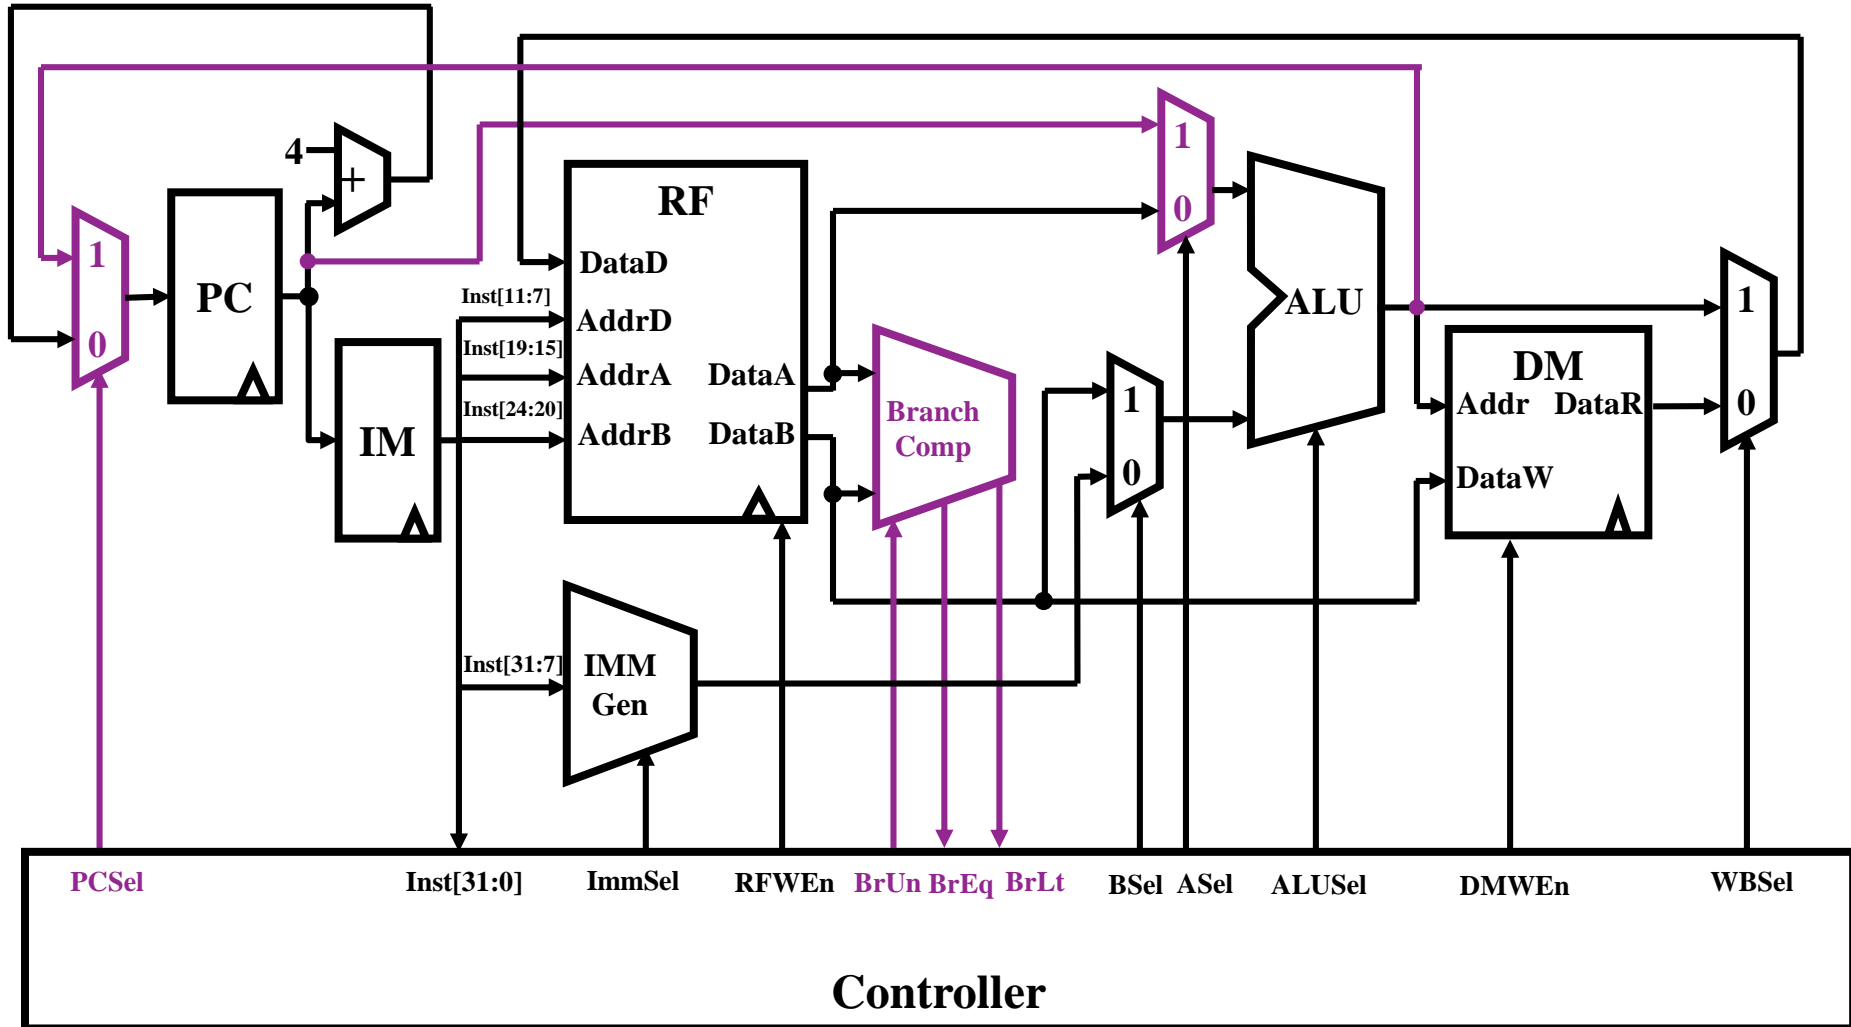 4
+
1
0
PC
IM
RF
DataD
Inst[11:7]
AddrD
Inst[19:15]
AddrA
DataA
Inst[24:20]
AddrB
DataB
Branch
Comp
1
0
1
0
ALU
DM
Addr
DataR
DataW
1
0
Inst[31:7]
IMM
Gen
PCSel
Inst[31:0]
ImmSel
RFWEn
BrUn
BrEq
BrLt
BSel
ASel
ALUSel
DMWEn
WBSel
Controller